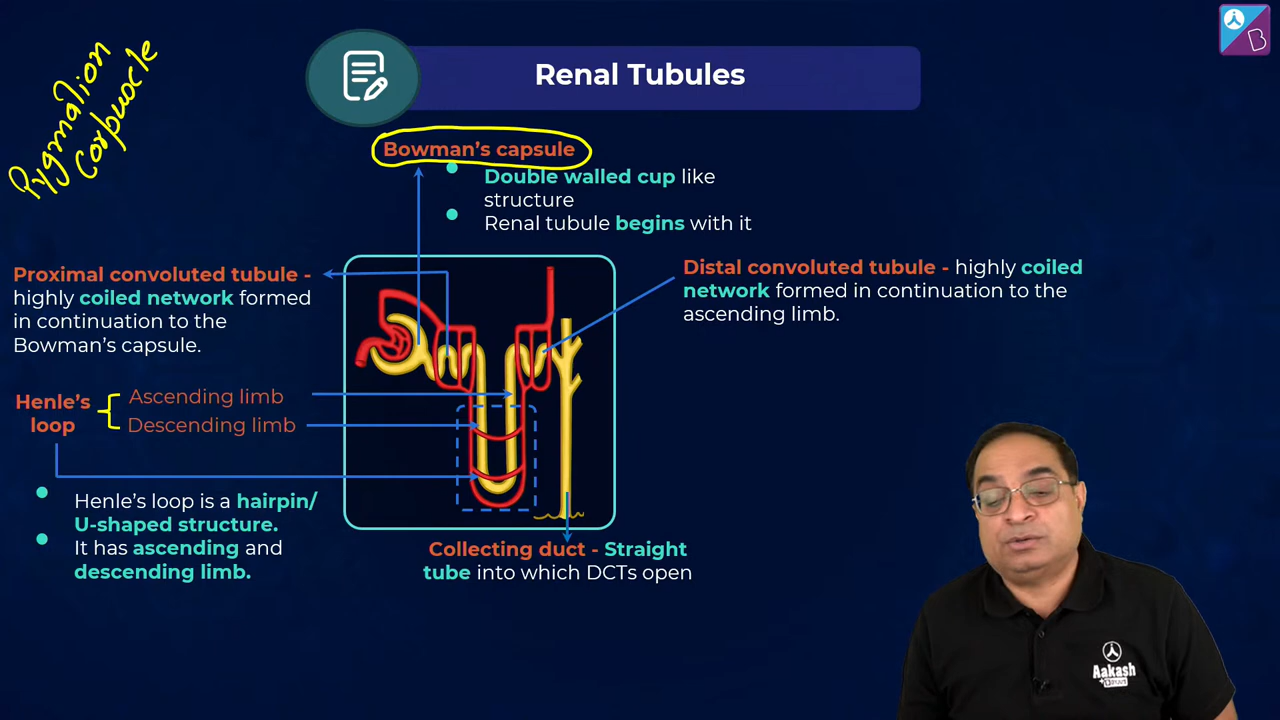 Pygmalion
Corpuscle
Renal Tubules
Bowman's capsule
Double walled cup like
structure
Renal tubule begins with it
Proximal convoluted tubule -
highly coiled network formed
in continuation to the
Bowman's capsule.
Distal convoluted tubule - highly coiled
network formed in continuation to the
ascending limb.
Henle's
loop
Ascending limb
Descending limb
Henle's loop is a hairpin/
U-shaped structure.
It has ascending and
descending limb.
Collecting duct - Straight
tube into which DCTs open
B
Aakash